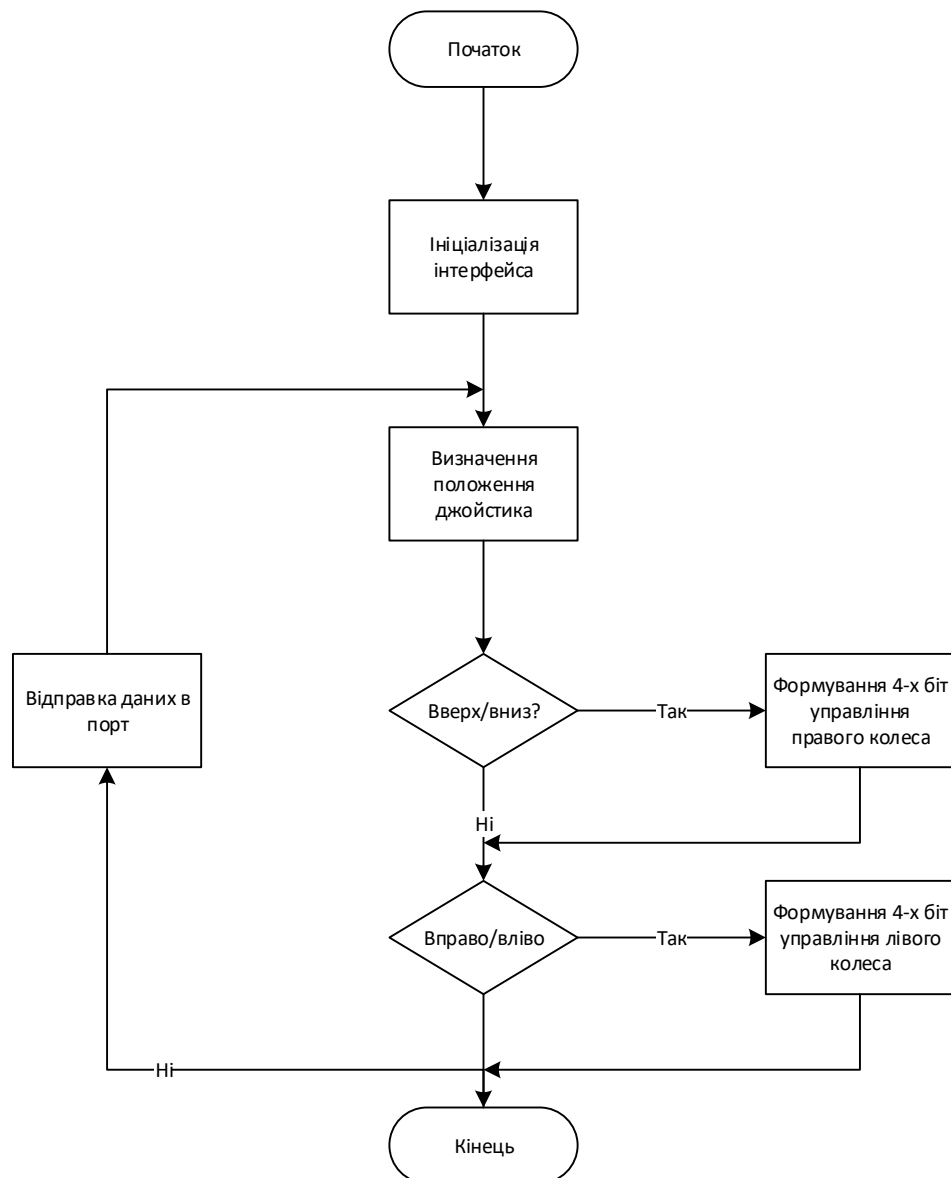 Початок
Ініціалізація
інтерфейса
Визначення
положення
джойстика
Відправка даних в
порт
Вверх/вниз?
Так
Формування 4-х біт
управління
правого колеса
Ні
Вправо/вліво
Так
Формування 4-х біт
управління лівого
колеса
Ні
Кінець